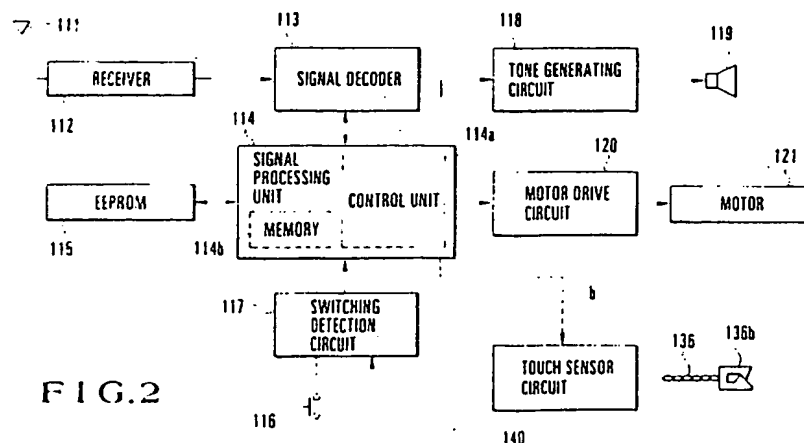 111
113
118
119
RECEIVER
SIGNAL DECODER
TONE GENERATING
CIRCUIT
112
114
114a
120
121
SIGNAL
PROCESSING
UNIT
CONTROL UNIT
MEMORY
EEPROM
MOTOR DRIVE
CIRCUIT
MOTOR
115
114b
117
SWITCHING
DETECTION
CIRCUIT
b
136
136b
TOUCH SENSOR
CIRCUIT
FIG.2
116
140